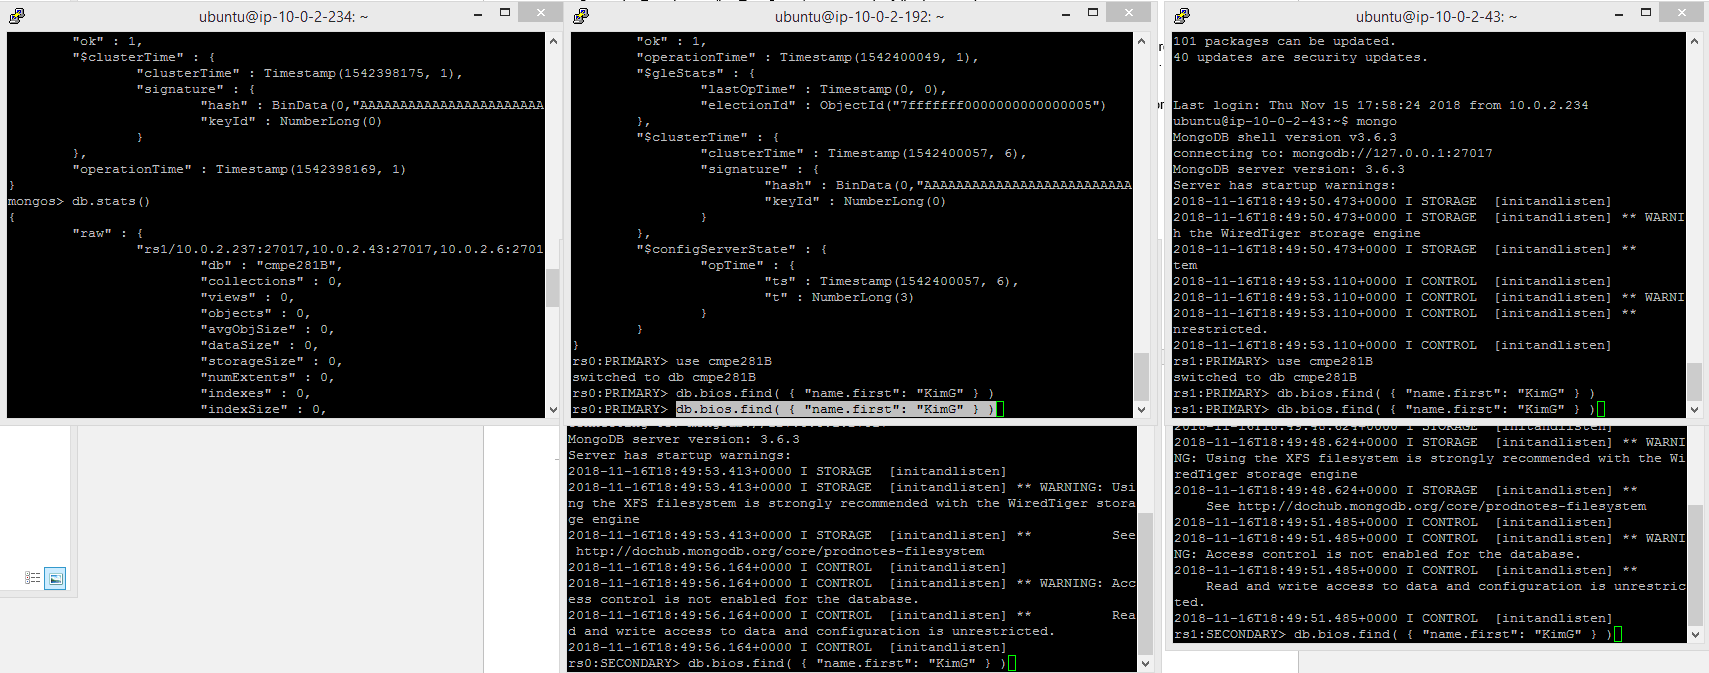 ubuntu@ip-10-0-2-234: ~
"ok" : 1,
"$clusterTime" : {
"clusterTime" : Timestamp(1542398175, 1),
"signature" : {
"hash" : BinData(0,"AAAAAAAAAAAAAAAAAAAAAAA
"keyId" : NumberLong(0)
}
},
"operationTime" : Timestamp(1542398169, 1)
}
mongos> db.stats()
{
"raw" : {
"rs1/10.0.2.237:27017,10.0.2.43:27017,10.0.2.6:2701
"db" : "cmpe281B",
"collections" : 0,
"views" : 0,
"objects" : 0,
"avgObjSize" : 0,
"dataSize" : 0,
"storageSize" : 0,
"numExtents" : 0,
"indexes" : 0,
"indexSize" : 0,
ubuntu@ip-10-0-2-192: ~
"ok" : 1,
"operationTime" : Timestamp(1542400049, 1),
"$gleStats" : {
"lastOpTime" : Timestamp(0, 0),
"electionId" : ObjectId("7fffffff0000000000000005")
},
"$clusterTime" : {
"clusterTime" : Timestamp(1542400057, 6),
"signature" : {
"hash" : BinData(0,"AAAAAAAAAAAAAAAAAAAAAAAAAA
"keyId" : NumberLong(0)
}
},
"$configServerState" : {
"opTime" : {
"ts" : Timestamp(1542400057, 6),
"t" : NumberLong(3)
}
}
}
rs0:PRIMARY> use cmpe281B
switched to db cmpe281B
rs0:PRIMARY> db.bios.find( { "name.first": "KimG" } )
rs0:PRIMARY> db.bios.find( { "name.first": "KimG" } )
MongoDB server version: 3.6.3
Server has startup warnings:
2018-11-16T18:49:53.413+0000 I STORAGE  [initandlisten]
2018-11-16T18:49:53.413+0000 I STORAGE  [initandlisten] ** WARNING: Usi
ng the XFS filesystem is strongly recommended with the WiredTiger stora
ge engine
2018-11-16T18:49:53.413+0000 I STORAGE  [initandlisten] **          See
http://dochub.mongodb.org/core/prodnotes-filesystem
2018-11-16T18:49:56.164+0000 I CONTROL  [initandlisten]
2018-11-16T18:49:56.164+0000 I CONTROL  [initandlisten] ** WARNING: Acc
ess control is not enabled for the database.
2018-11-16T18:49:56.164+0000 I CONTROL  [initandlisten] **          Rea
d and write access to data and configuration is unrestricted.
2018-11-16T18:49:56.164+0000 I CONTROL  [initandlisten]
rs0:SECONDARY> db.bios.find( { "name.first": "KimG" } )
ubuntu@ip-10-0-2-43: ~
101 packages can be updated.
40 updates are security updates.
Last login: Thu Nov 15 17:58:24 2018 from 10.0.2.234
ubuntu@ip-10-0-2-43:~$ mongo
MongoDB shell version v3.6.3
connecting to: mongodb://127.0.0.1:27017
MongoDB server version: 3.6.3
Server has startup warnings:
2018-11-16T18:49:50.473+0000 I STORAGE  [initandlisten]
2018-11-16T18:49:50.473+0000 I STORAGE  [initandlisten] ** WARNI
h the WiredTiger storage engine
2018-11-16T18:49:50.473+0000 I STORAGE  [initandlisten] **
tem
2018-11-16T18:49:53.110+0000 I CONTROL  [initandlisten]
2018-11-16T18:49:53.110+0000 I CONTROL  [initandlisten] ** WARNI
2018-11-16T18:49:53.110+0000 I CONTROL  [initandlisten] **
nrestricted.
2018-11-16T18:49:53.110+0000 I CONTROL  [initandlisten]
rs1:PRIMARY> use cmpe281B
switched to db cmpe281B
rs1:PRIMARY> db.bios.find( { "name.first": "KimG" } )
rs1:PRIMARY> db.bios.find( { "name.first": "KimG" } )
2018-11-16T18:49:48.624+0000 I STORAGE  [initandlisten]
2018-11-16T18:49:48.624+0000 I STORAGE  [initandlisten] ** WARNI
NG: Using the XFS filesystem is strongly recommended with the Wi
redTiger storage engine
2018-11-16T18:49:48.624+0000 I STORAGE  [initandlisten] **
See http://dochub.mongodb.org/core/prodnotes-filesystem
2018-11-16T18:49:51.485+0000 I CONTROL  [initandlisten]
2018-11-16T18:49:51.485+0000 I CONTROL  [initandlisten] ** WARNI
NG: Access control is not enabled for the database.
2018-11-16T18:49:51.485+0000 I CONTROL  [initandlisten] **
Read and write access to data and configuration is unrestric
ted.
2018-11-16T18:49:51.485+0000 I CONTROL  [initandlisten]
rs1:SECONDARY> db.bios.find( { "name.first": "KimG" } )